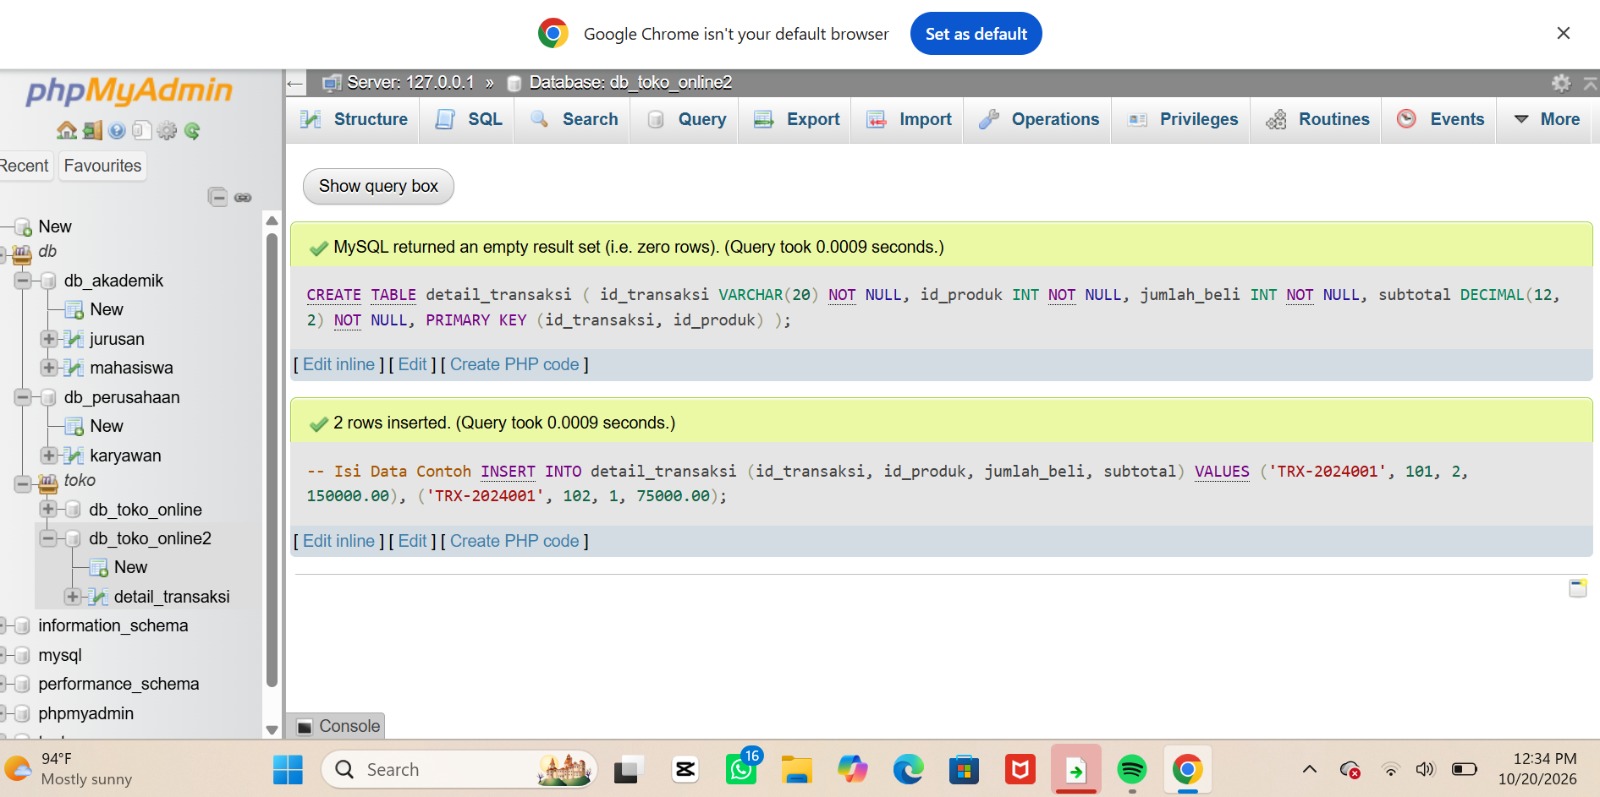 Google Chrome isn't your default browser
Set as default
phpMyAdmin
Recent
Favourites
New
db
db_akademik
New
jurusan
mahasiswa
db_perusahaan
New
karyawan
toko
db_toko_online
db_toko_online2
New
detail_transaksi
information_schema
mysql
performance_schema
phpmyadmin
Server: 127.0.0.1 » Database: db_toko_online2
Structure SQL Search Query Export Import Operations Privileges Routines Events More
Show query box
MySQL returned an empty result set (i.e. zero rows). (Query took 0.0009 seconds.)
CREATE TABLE detail_transaksi ( id_transaksi VARCHAR(20) NOT NULL, id_produk INT NOT NULL, jumlah_beli INT NOT NULL, subtotal DECIMAL(12,
2) NOT NULL, PRIMARY KEY (id_transaksi, id_produk) );
[ Edit inline ] [ Edit ] [ Create PHP code ]
2 rows inserted. (Query took 0.0009 seconds.)
-- Isi Data Contoh INSERT INTO detail_transaksi (id_transaksi, id_produk, jumlah_beli, subtotal) VALUES ('TRX-2024001', 101, 2,
150000.00), ('TRX-2024001', 102, 1, 75000.00);
[ Edit inline ] [ Edit ] [ Create PHP code ]
Console
94°F
Mostly sunny
Search
16
12:34 PM
10/20/2026